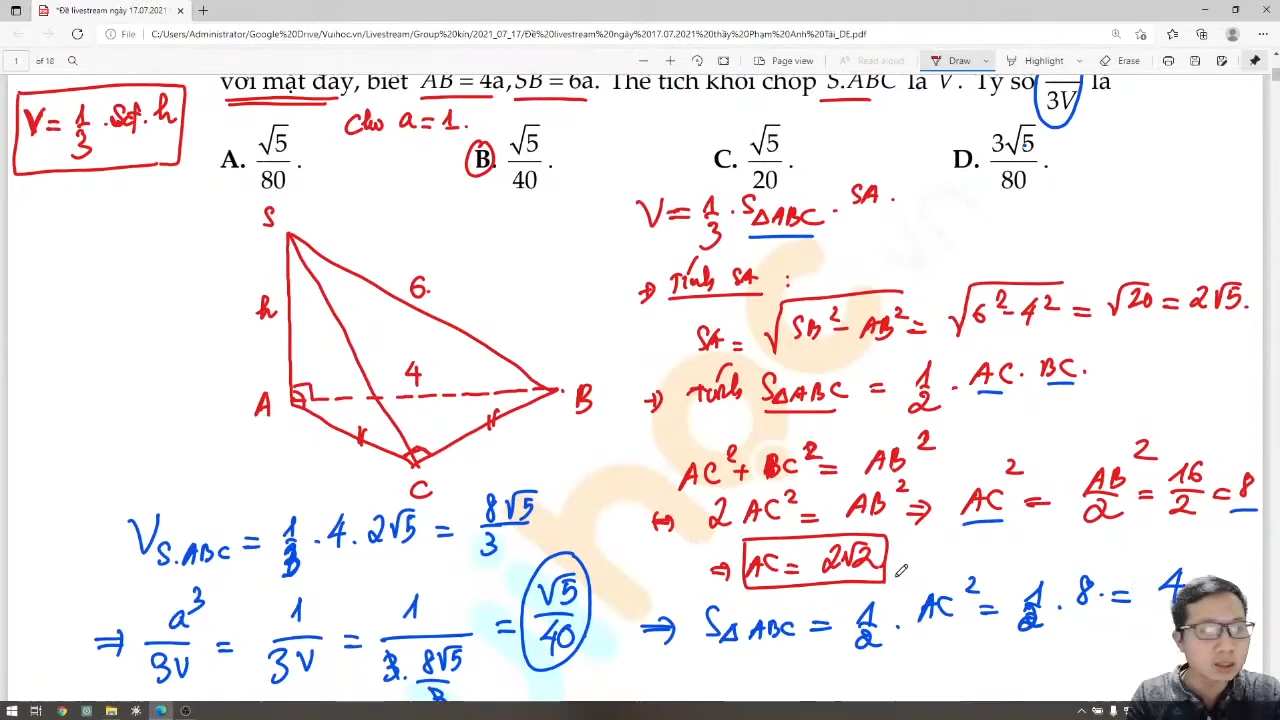 *Đề livestream ngày 17.07.2021
File
C:/Users/Administrator/Google%20Drive/Vuihoc.vn/Livestream/Group%20kín/2021_07_17/Đề%20livestream%20ngày%2017.07.2021%20thầy%20Phạm%20Anh%20Tài_DE.pdf
1 of 18
Page view
Read aloud
Draw
Highlight
Erase
với mặt đáy, biết AB = 4a, SB = 6a. Thể tích khối chóp S.ABC là V. Tỷ số /3V là
V = 1/3 . Sđ. h
Cho a = 1.
A. √5/80 . B. √5/40 . C. √5/20 . D. 3√5/80 .
S
h
6.
4
A
B
C
V = 1/3 . S△ABC . SA.
⇒ Tính SA :
SA = √SB² - AB² = √6² - 4² = √20 = 2√5.
→ Tính S△ABC = 1/2 . AC . BC.
AC² + BC² = AB²
⇔ 2AC² = AB² ⇒ AC² = AB²/2 = 16/2 = 8
⇒ AC = 2√2
⇒ S△ABC = 1/2 . AC² = 1/2 . 8 . = 4
VS.ABC = 1/3 . 4 . 2√5 = 8√5/3
⇒ a³/3V = 1/3V = 1/3. 8√5/3 = √5/40